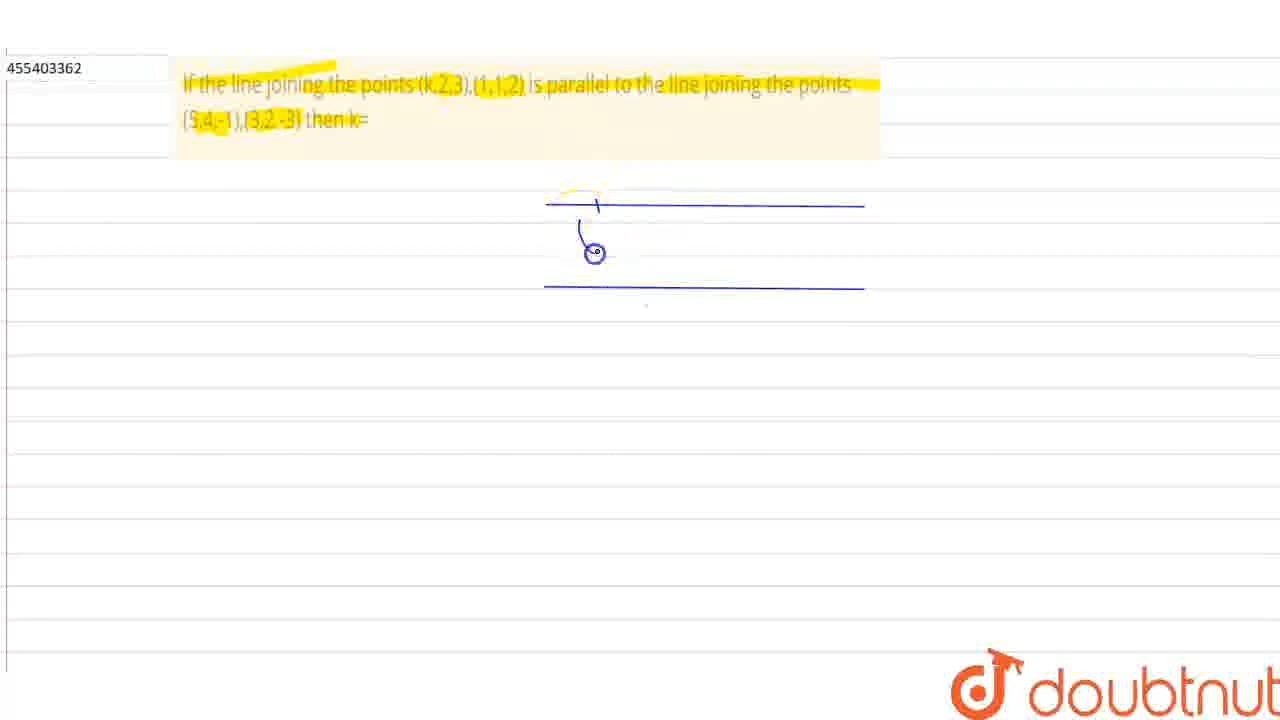 455403362
If the line joining the points (k,2,3),(1,1,2) is parallel to the line joining the points
(5,4,-1),(3,2 -3) then k=
doubtnut